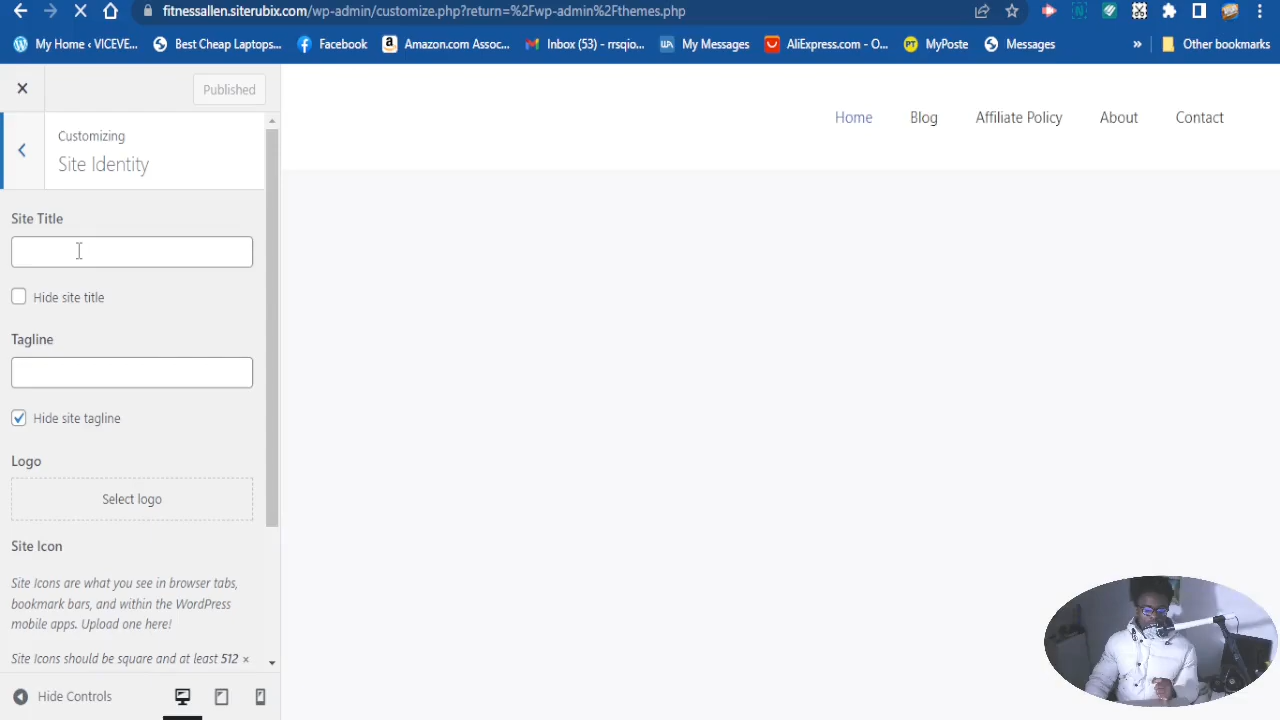 fitnessallen.siterubix.com/wp-admin/customize.php?return=%2Fwp-admin%2Fthemes.php
My Home ‹ VICEVE...
Best Cheap Laptops...
Facebook
Amazon.com Assoc...
Inbox (53) - rrsqio...
WA
My Messages
AliExpress.com - O...
PT
MyPoste
Messages
»
Other bookmarks
Published
Customizing
Site Identity
Home
Blog
Affiliate Policy
About
Contact
Site Title
Hide site title
Tagline
Hide site tagline
Logo
Select logo
Site Icon
Site Icons are what you see in browser tabs,
bookmark bars, and within the WordPress
mobile apps. Upload one here!
Site Icons should be square and at least 512 ×
Hide Controls